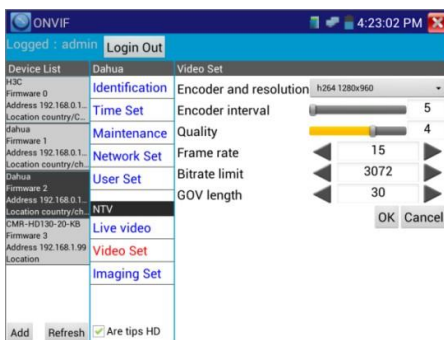 ONVIF
4:23:02 PM
Logged : admin
Login Out
Device List
H3C
Firmware 0
Address 192.168.0.1..
Location country/C...
dahua
Firmware 1
Address 192.168.0.1..
Location country/ch..
Dahua
Firmware 2
Address 192.168.0.1..
Location country/ch..
CMR-HD130-20-KB
Firmware 3
Address 192.168.1.99
Location
Add
Refresh
Dahua
Identification
Time Set
Maintenance
Network Set
User Set
NTV
Live video
Video Set
Imaging Set
Are tips HD
Video Set
Encoder and resolution h264 1280x960
Encoder interval 5
Quality 4
Frame rate 15
Bitrate limit 3072
GOV length 30
OK Cancel